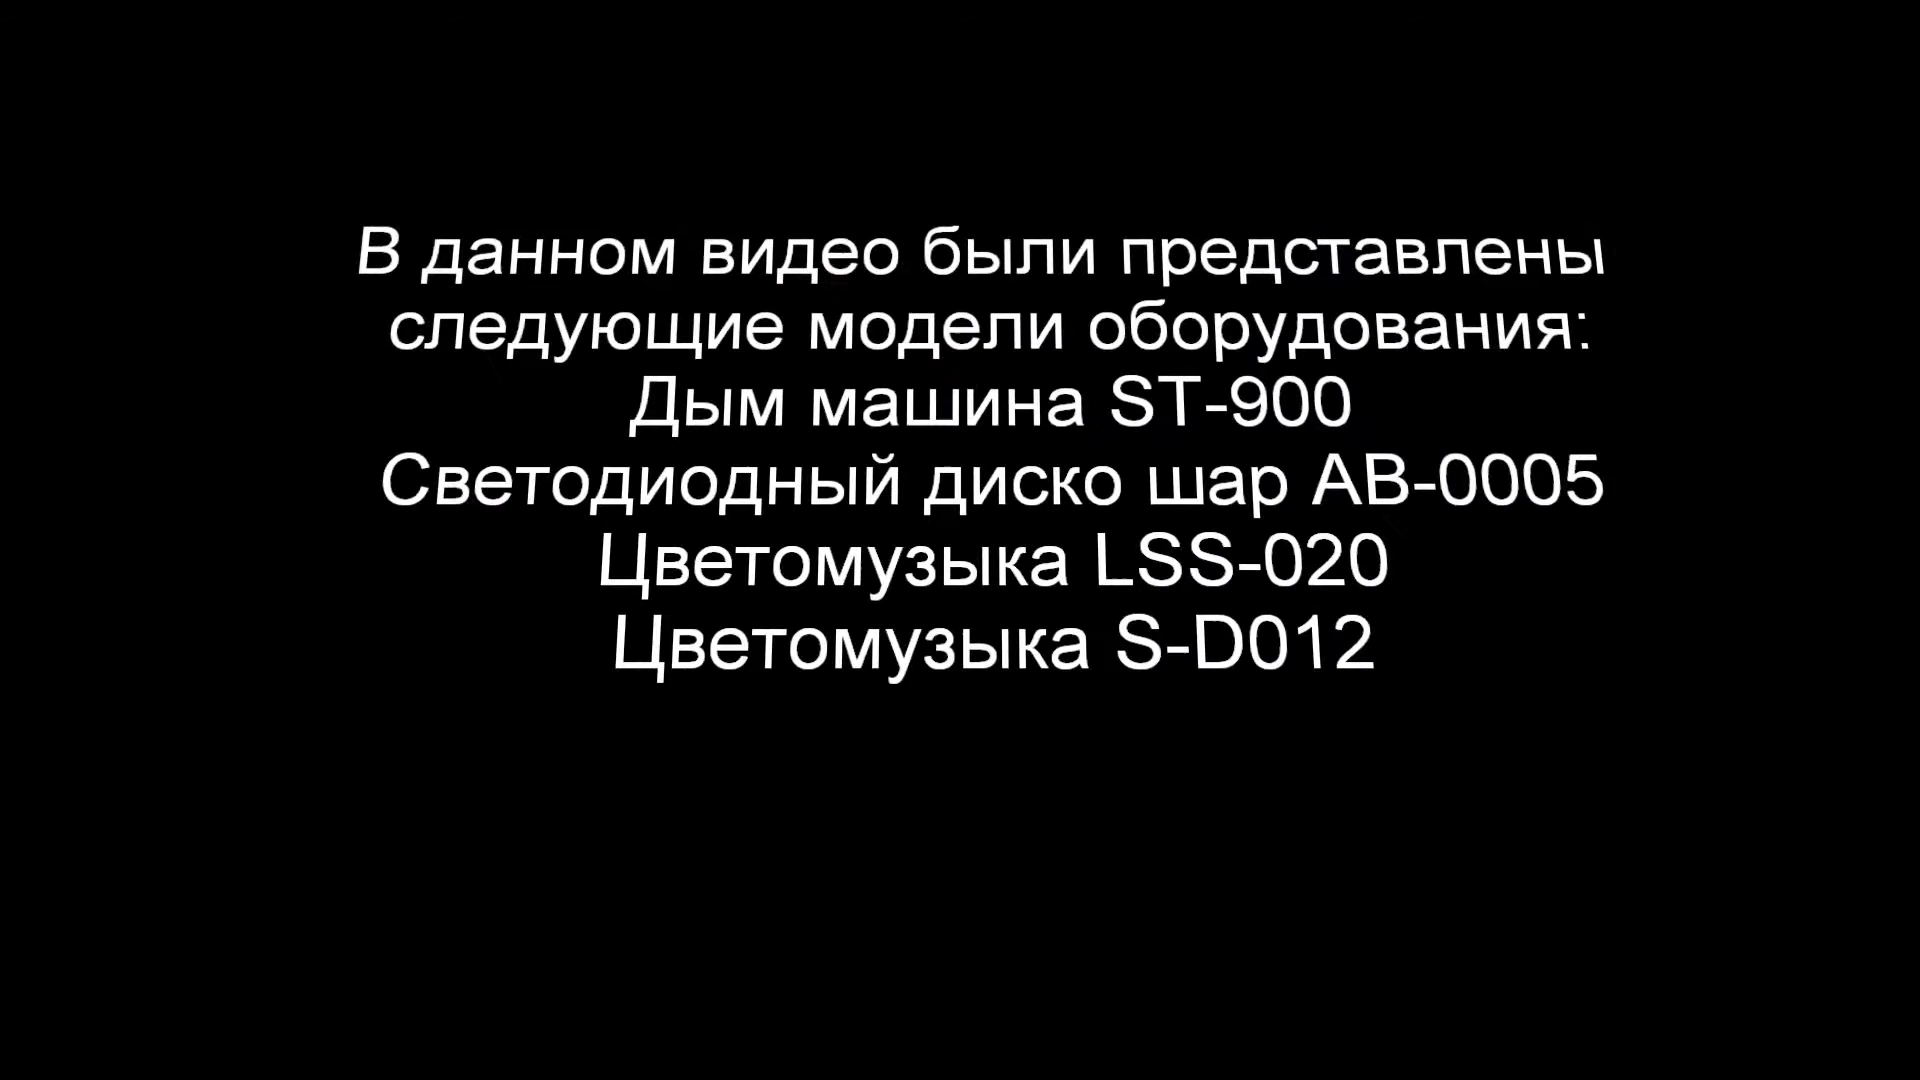 В данном видео были представлены
следующие модели оборудования:
Дым машина ST-900
Светодиодный диско шар AB-0005
Цветомузыка LSS-020
Цветомузыка S-D012